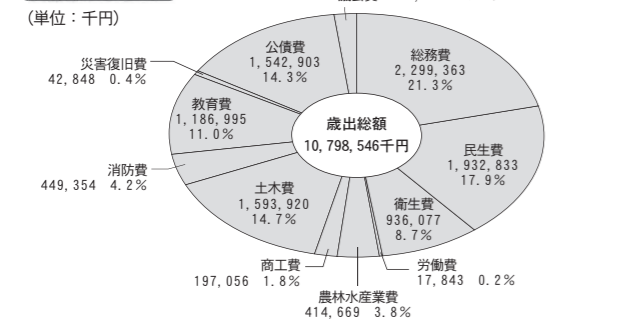 （単位：千円）
総務費
2,299,363
21.3%
民生費
1,932,833
17.9%
衛生費
936,077
8.7%
労働費
17,843 0.2%
農林水産業費
414,669 3.8%
商工費
197,056 1.8%
土木費
1,593,920
14.7%
消防費
449,354 4.2%
教育費
1,186,995
11.0%
災害復旧費
42,848 0.4%
公債費
1,542,903
14.3%
歳出総額
10,798,546千円